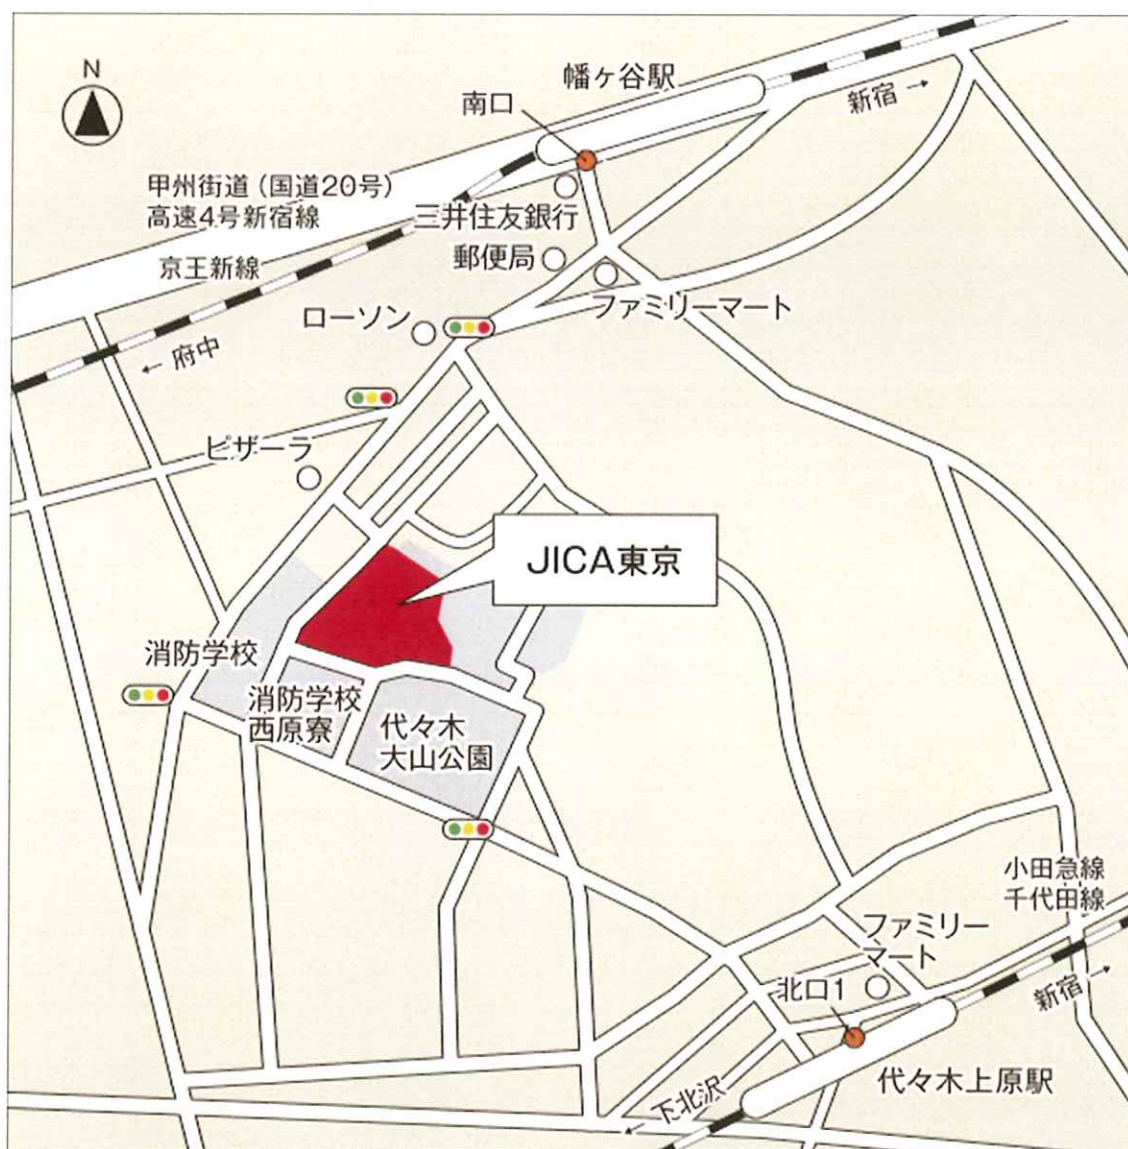 N
幡ヶ谷駅
南口
新宿→
甲州街道(国道20号)
高速4号新宿線
三井住友銀行
京王新線
郵便局
ファミリーマート
ローソン
←府中
ピザーラ
JICA東京
消防学校
消防学校
西原寮
代々木
大山公園
小田急線
千代田線
ファミリー
マート
北口1
新宿→
代々木上原駅
←下北沢